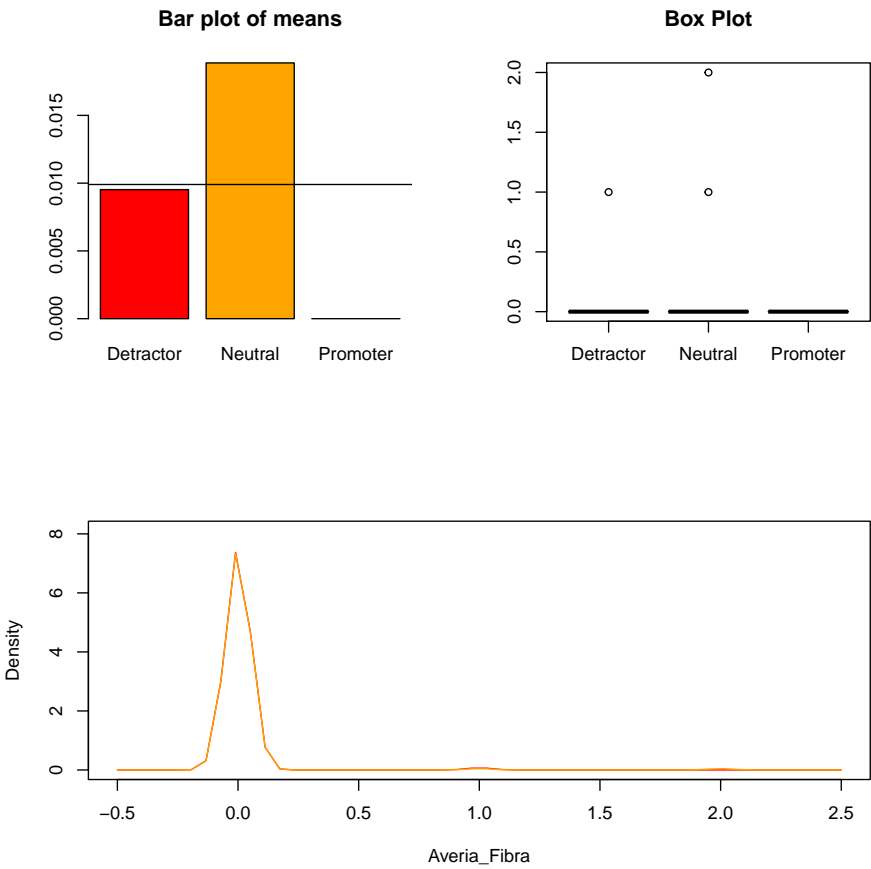 Bar plot of means
0.000 0.005 0.010 0.015
Detractor Neutral Promoter
Box Plot
0.0 0.5 1.0 1.5 2.0
Detractor Neutral Promoter
Density
0 2 4 6 8
−0.5 0.0 0.5 1.0 1.5 2.0 2.5
Averia_Fibra